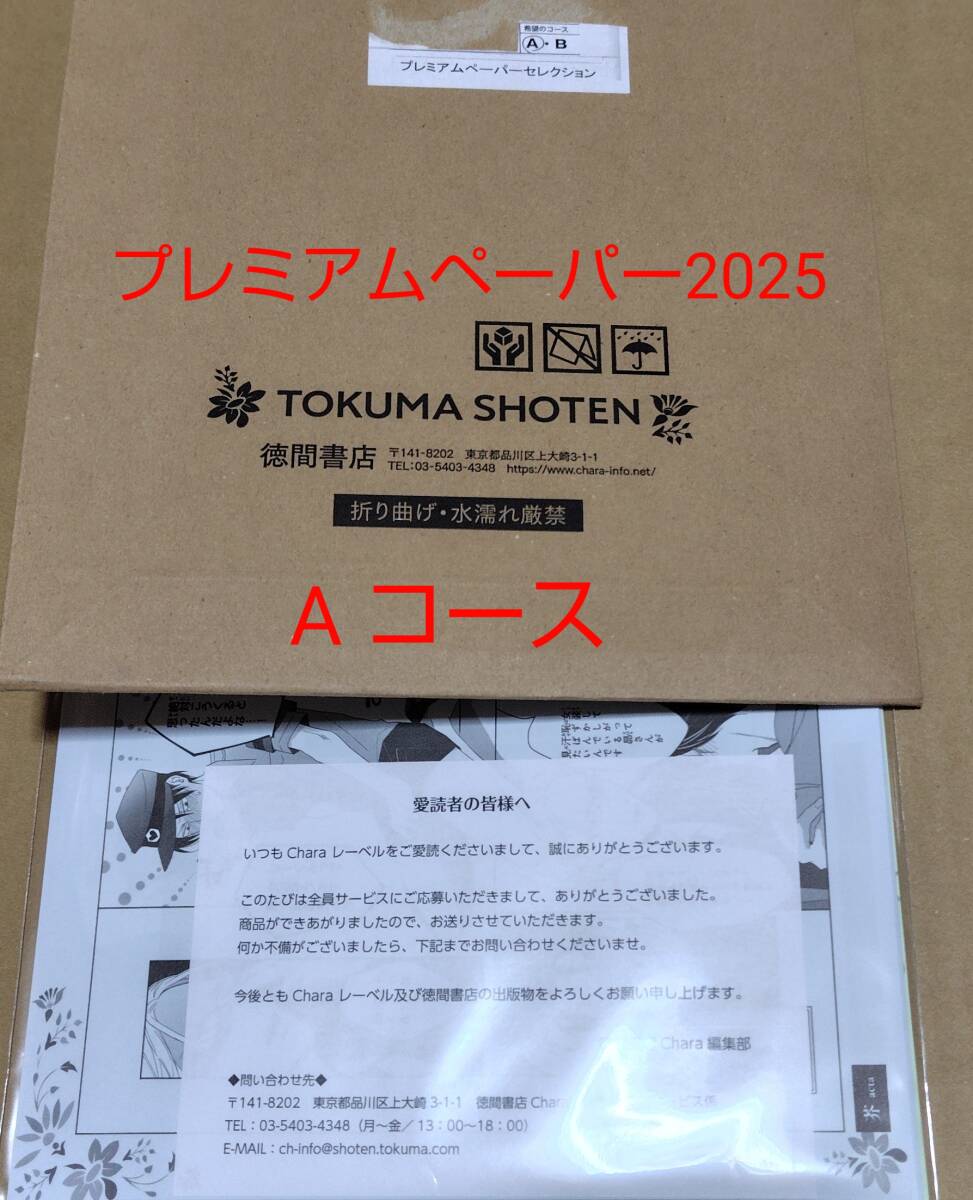 希望のコース
A・B
プレミアムペーパーセレクション
プレミアムペーパー2025
TOKUMA SHOTEN
徳間書店
〒141-8202 東京都品川区上大崎3-1-1
TEL:03-5403-4348 https://www.chara-info.net/
折り曲げ・水濡れ厳禁
A コース
愛読者の皆様へ
いつも Chara レーベルをご愛読くださいまして、誠にありがとうございます。
このたびは全員サービスにご応募いただきまして、ありがとうございました。
商品ができあがりましたので、お送りさせていただきます。
何か不備がございましたら、下記までお問い合わせくださいませ。
今後とも Chara レーベル及び徳間書店の出版物をよろしくお願い申し上げます。
Chara 編集部
◆問い合わせ先◆
〒141-8202 東京都品川区上大崎 3-1-1 徳間書店 Chara
TEL：03-5403-4348（月～金／13：00～18：00）
E-MAIL：ch-info@shoten.tokuma.com
acta